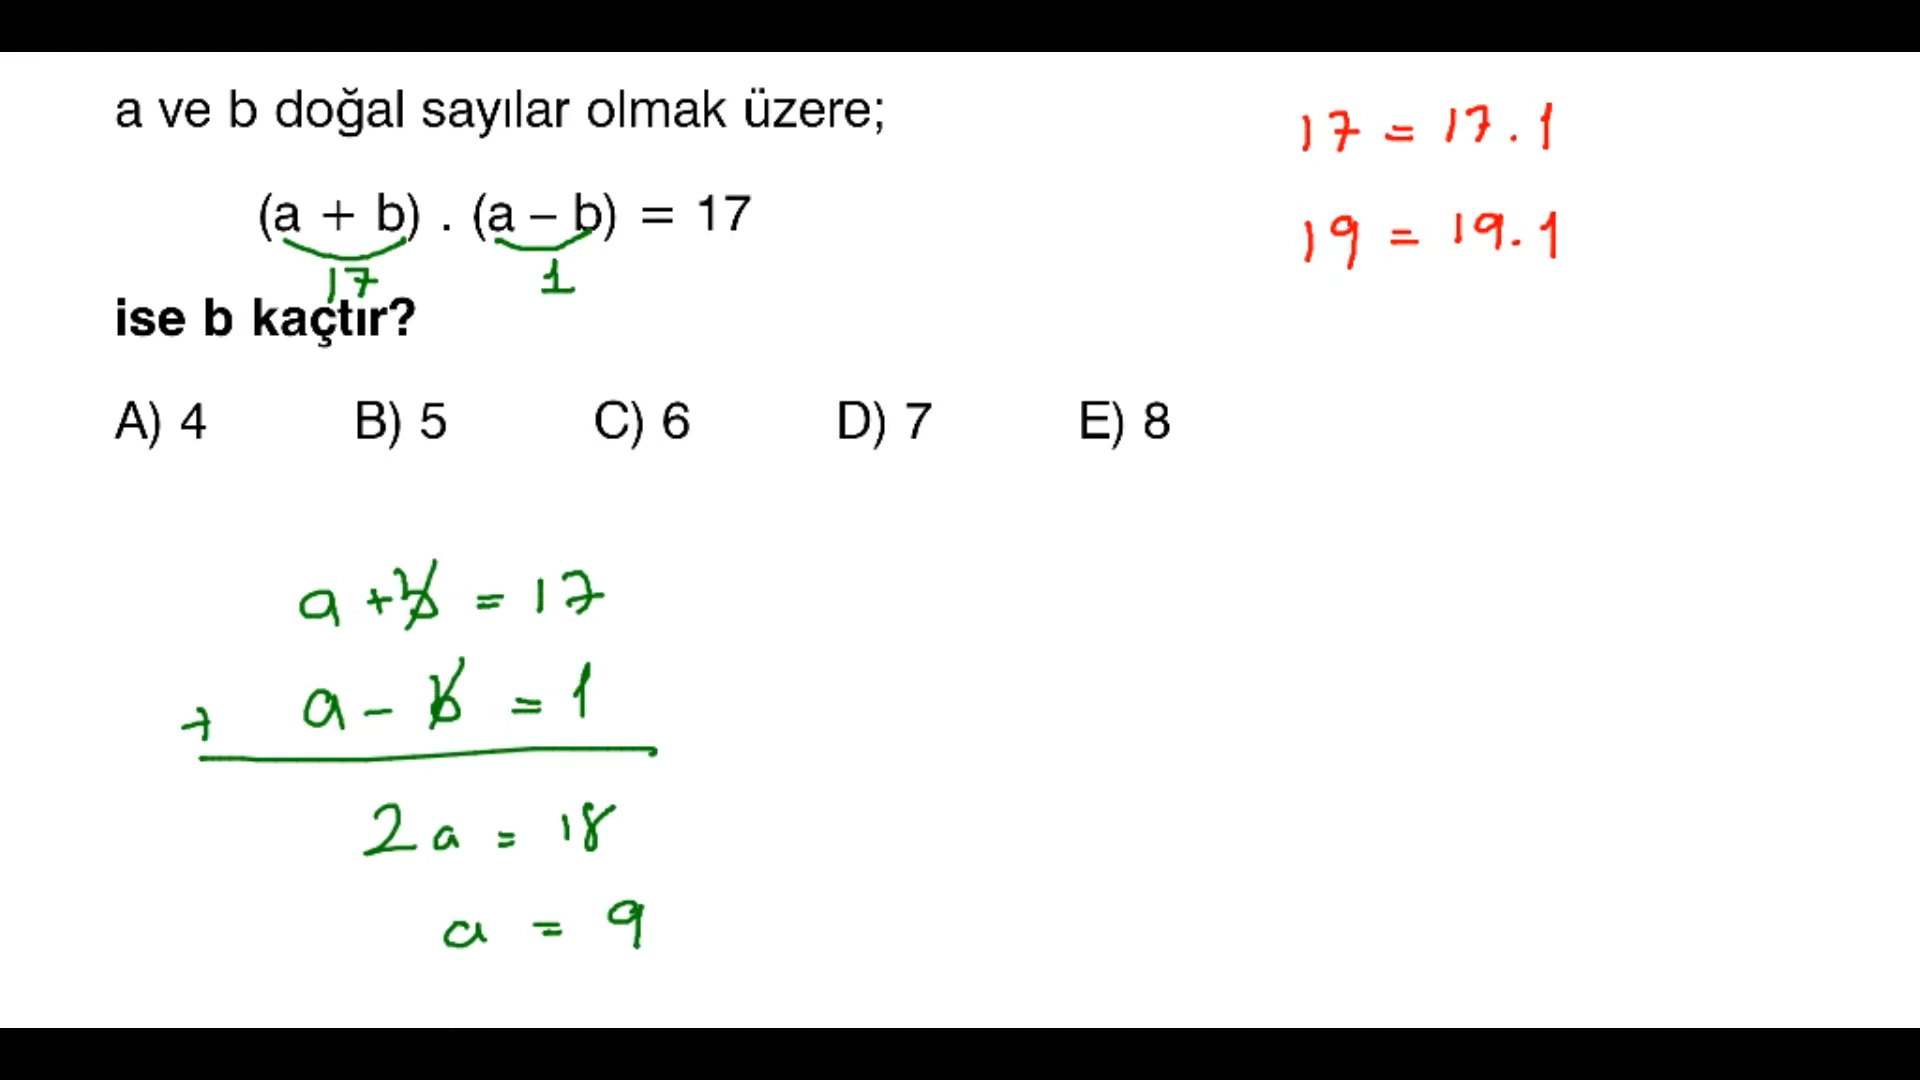 a ve b doğal sayılar olmak üzere;
17 = 17.1
(a + b) . (a – b) = 17
19 = 19.1
17 1
ise b kaçtır?
A) 4 B) 5 C) 6 D) 7 E) 8
a + b = 17
+ a - b = 1
2a = 18
a = 9